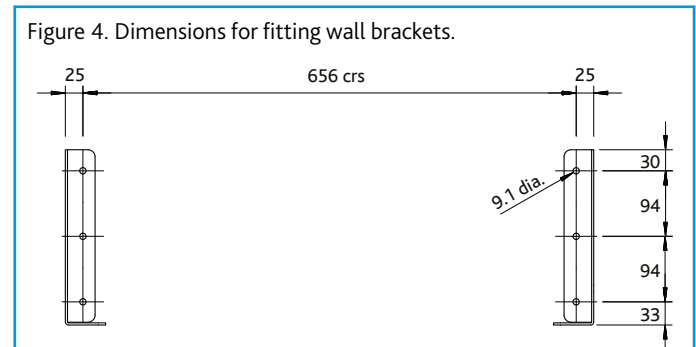 Figure 4. Dimensions for fitting wall brackets.
25 656 crs 25
30
9.1 dia.
94
94
33